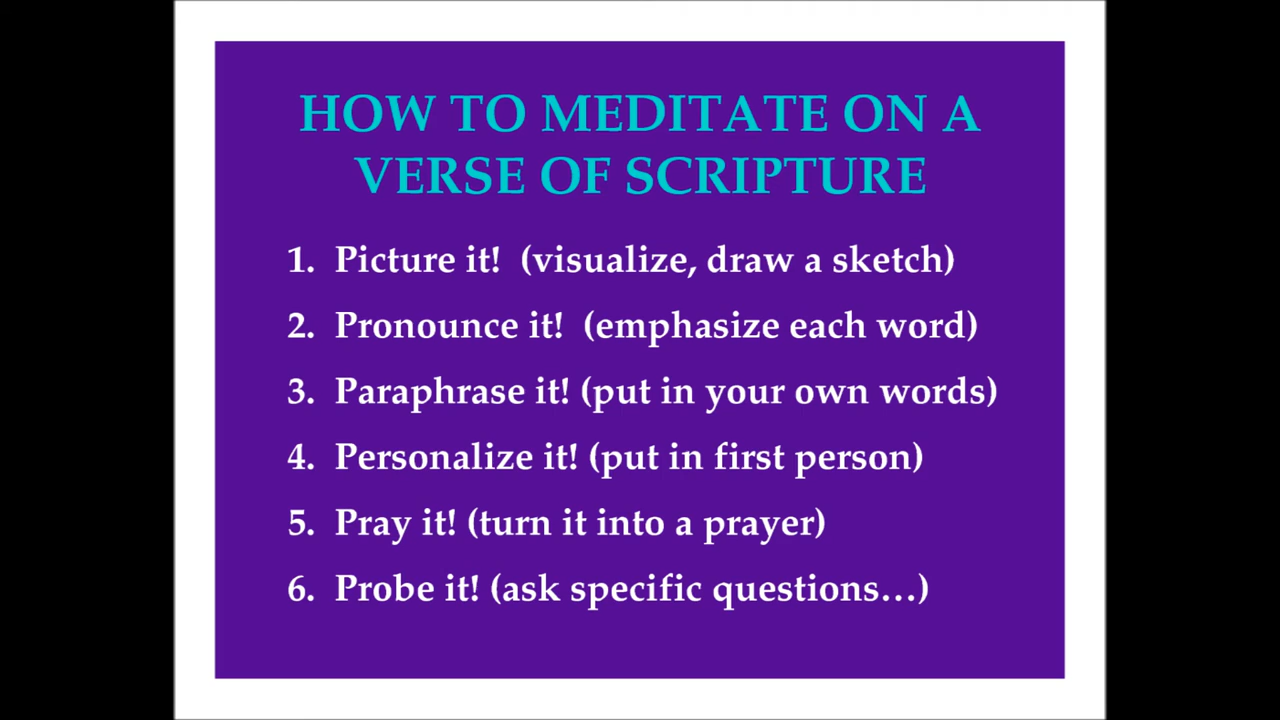 HOW TO MEDITATE ON A
VERSE OF SCRIPTURE
1. Picture it! (visualize, draw a sketch)
2. Pronounce it! (emphasize each word)
3. Paraphrase it! (put in your own words)
4. Personalize it! (put in first person)
5. Pray it! (turn it into a prayer)
6. Probe it! (ask specific questions…)